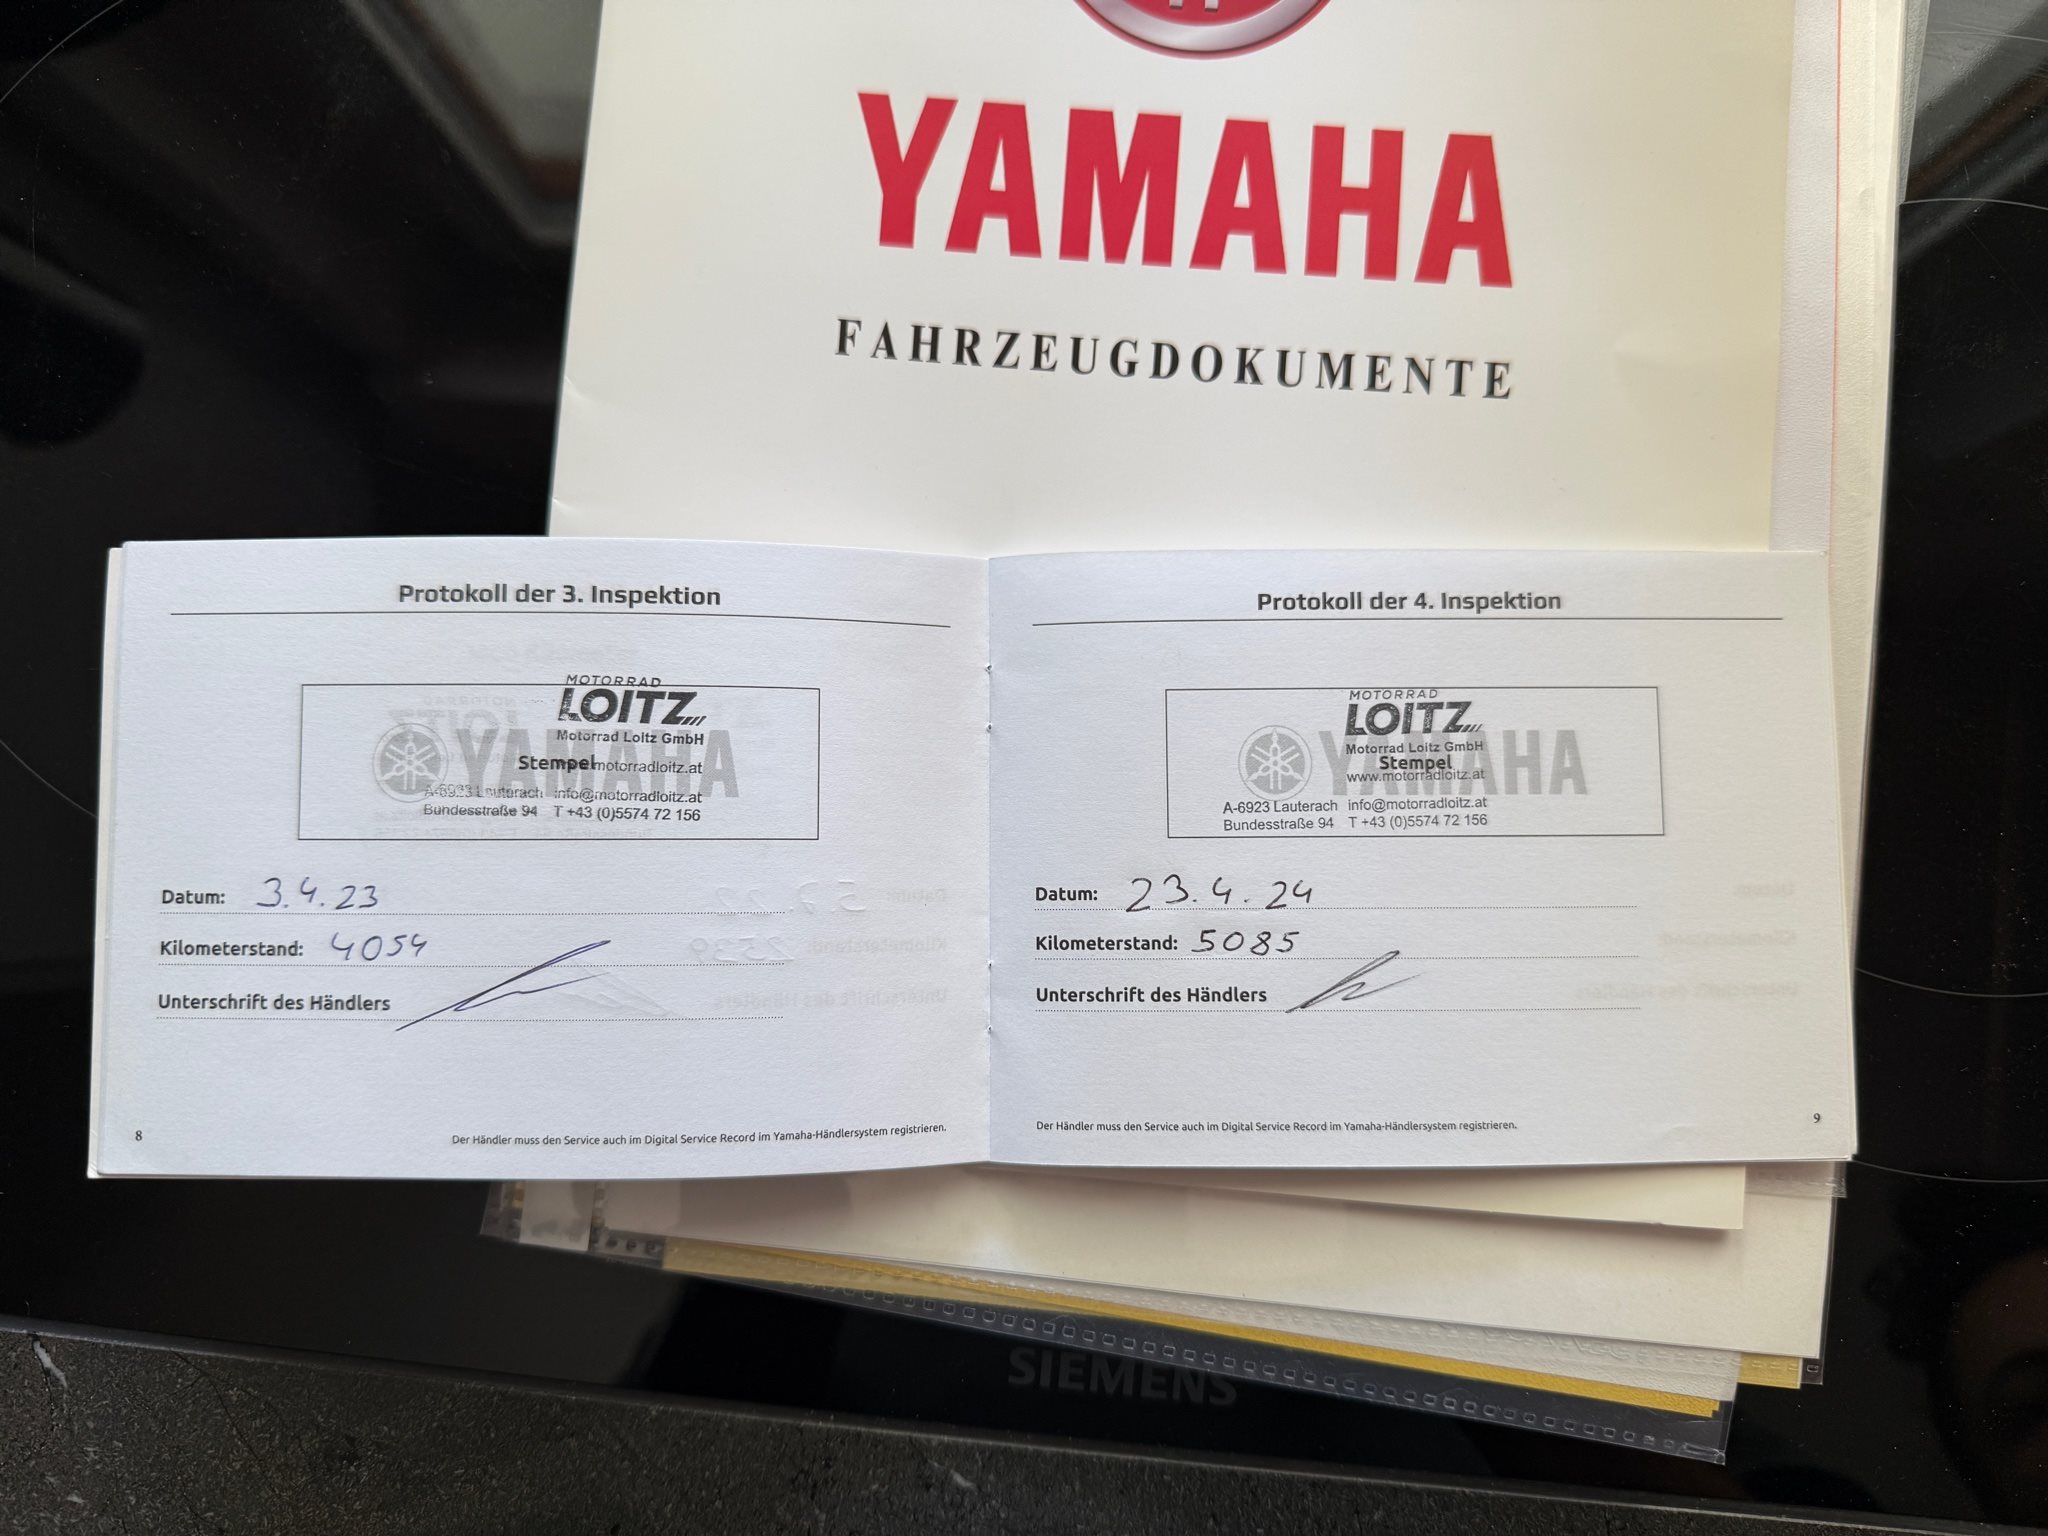 YAMAHA
FAHRZEUGDOKUMENTE
Protokoll der 3. Inspektion
MOTORRAD
LOITZ
Motorrad Loitz GmbH
YAMAHA
Stempel motorradloitz.at
A-6923 Lauterach info@motorradloitz.at
Bundesstraße 94 T +43 (0)5574 72 156
Datum: 3.4.23
Kilometerstand: 4054
Unterschrift des Händlers
8
Der Händler muss den Service auch im Digital Service Record im Yamaha-Händlersystem registrieren.
Protokoll der 4. Inspektion
MOTORRAD
LOITZ
Motorrad Loitz GmbH
YAMAHA
Stempel
www.motorradloitz.at
A-6923 Lauterach info@motorradloitz.at
Bundesstraße 94 T +43 (0)5574 72 156
Datum: 23.4.24
Kilometerstand: 5085
Unterschrift des Händlers
Der Händler muss den Service auch im Digital Service Record im Yamaha-Händlersystem registrieren.
9
SIEMENS